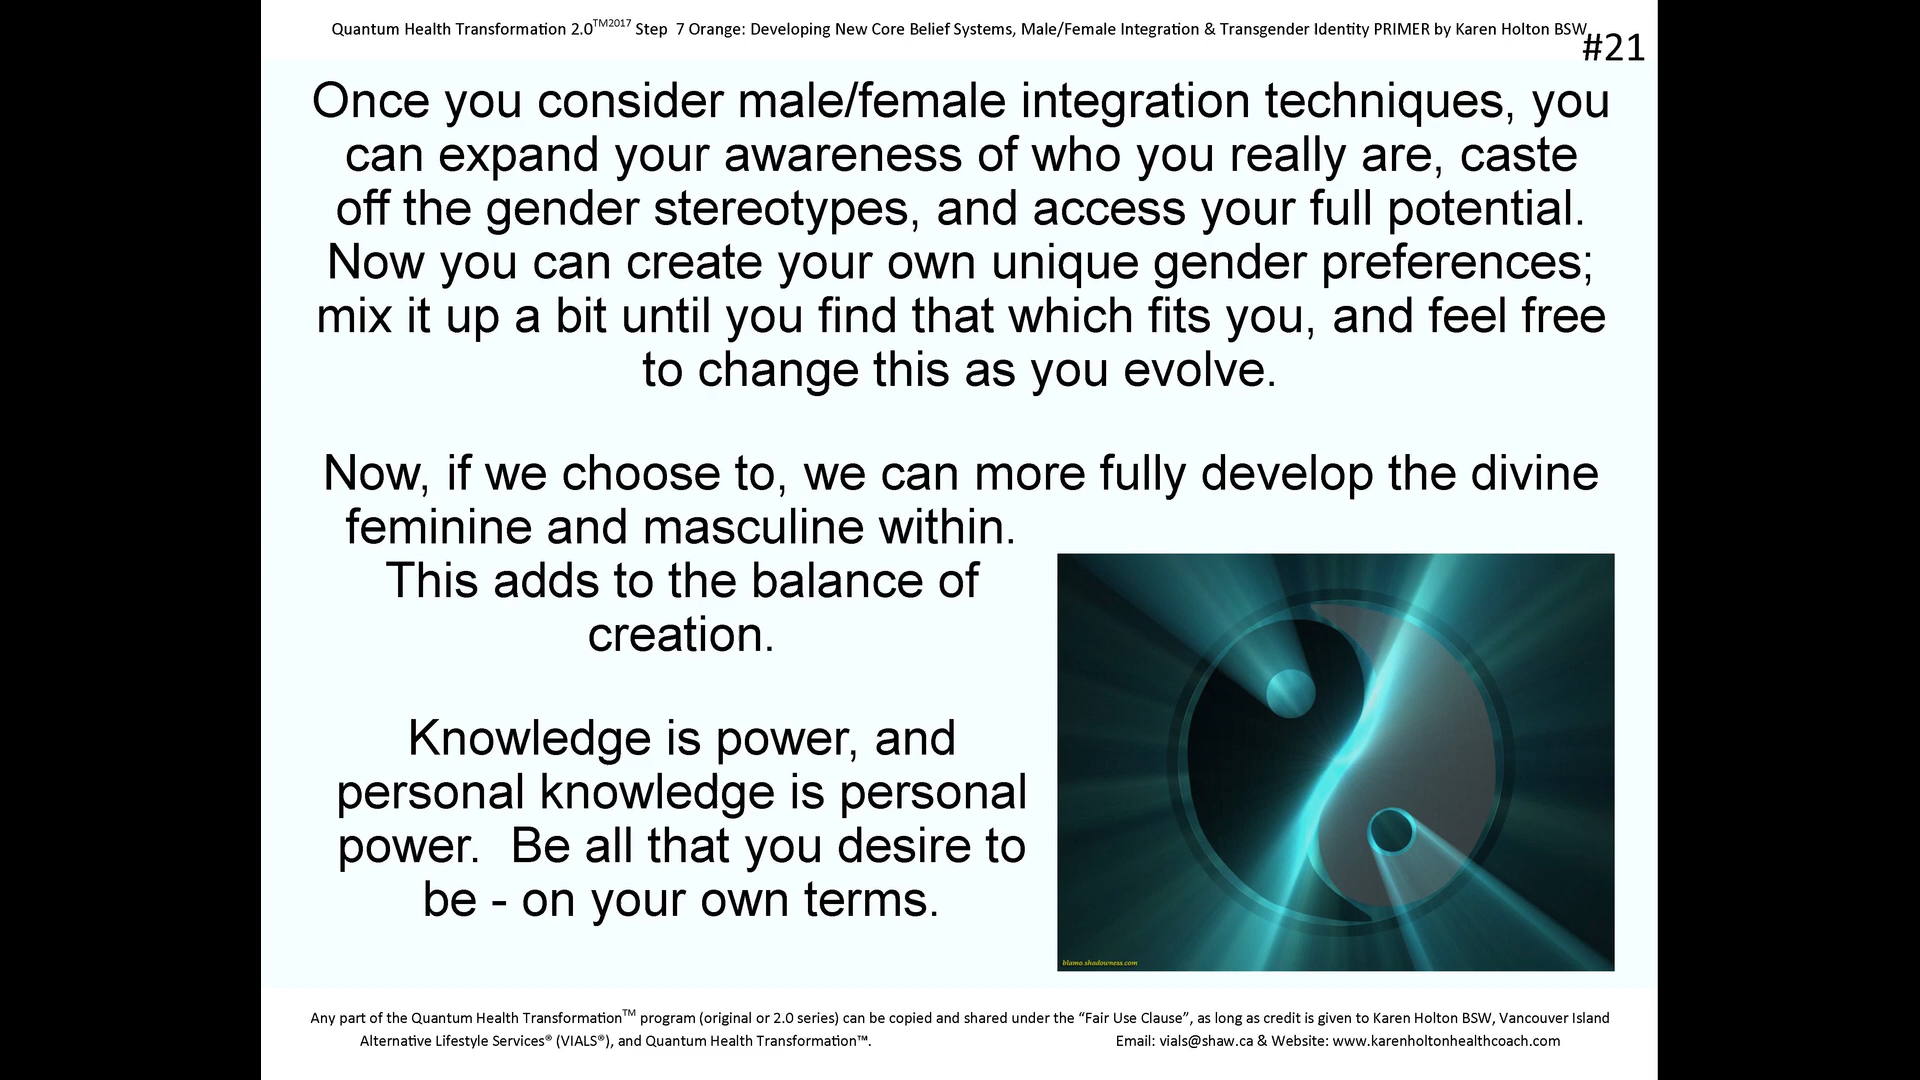 Quantum Health Transformation 2.0TM2017 Step  7 Orange: Developing New Core Belief Systems, Male/Female Integration & Transgender Identity PRIMER by Karen Holton BSW
#21
Once you consider male/female integration techniques, you
can expand your awareness of who you really are, caste
off the gender stereotypes, and access your full potential.
Now you can create your own unique gender preferences;
mix it up a bit until you find that which fits you, and feel free
to change this as you evolve.
Now, if we choose to, we can more fully develop the divine
feminine and masculine within.
This adds to the balance of
creation.
Knowledge is power, and
personal knowledge is personal
power.  Be all that you desire to
be - on your own terms.
blamo.shadowness.com
Any part of the Quantum Health TransformationTM program (original or 2.0 series) can be copied and shared under the “Fair Use Clause”, as long as credit is given to Karen Holton BSW, Vancouver Island
Alternative Lifestyle Services® (VIALS®), and Quantum Health Transformation™.
Email: vials@shaw.ca & Website: www.karenholtonhealthcoach.com